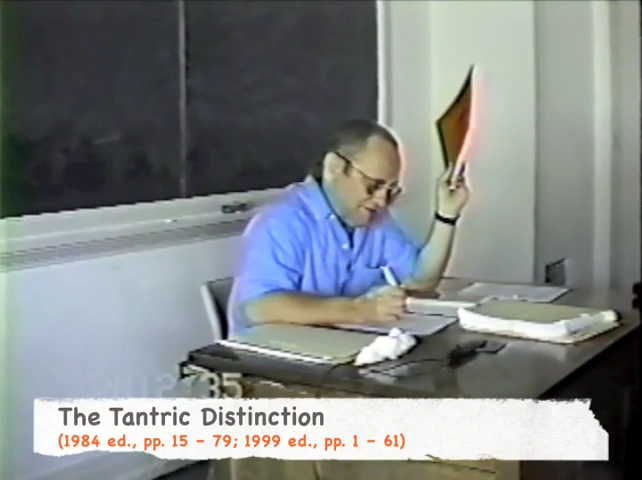 The Tantric Distinction
(1984 ed., pp. 15 – 79; 1999 ed., pp. 1 – 61)